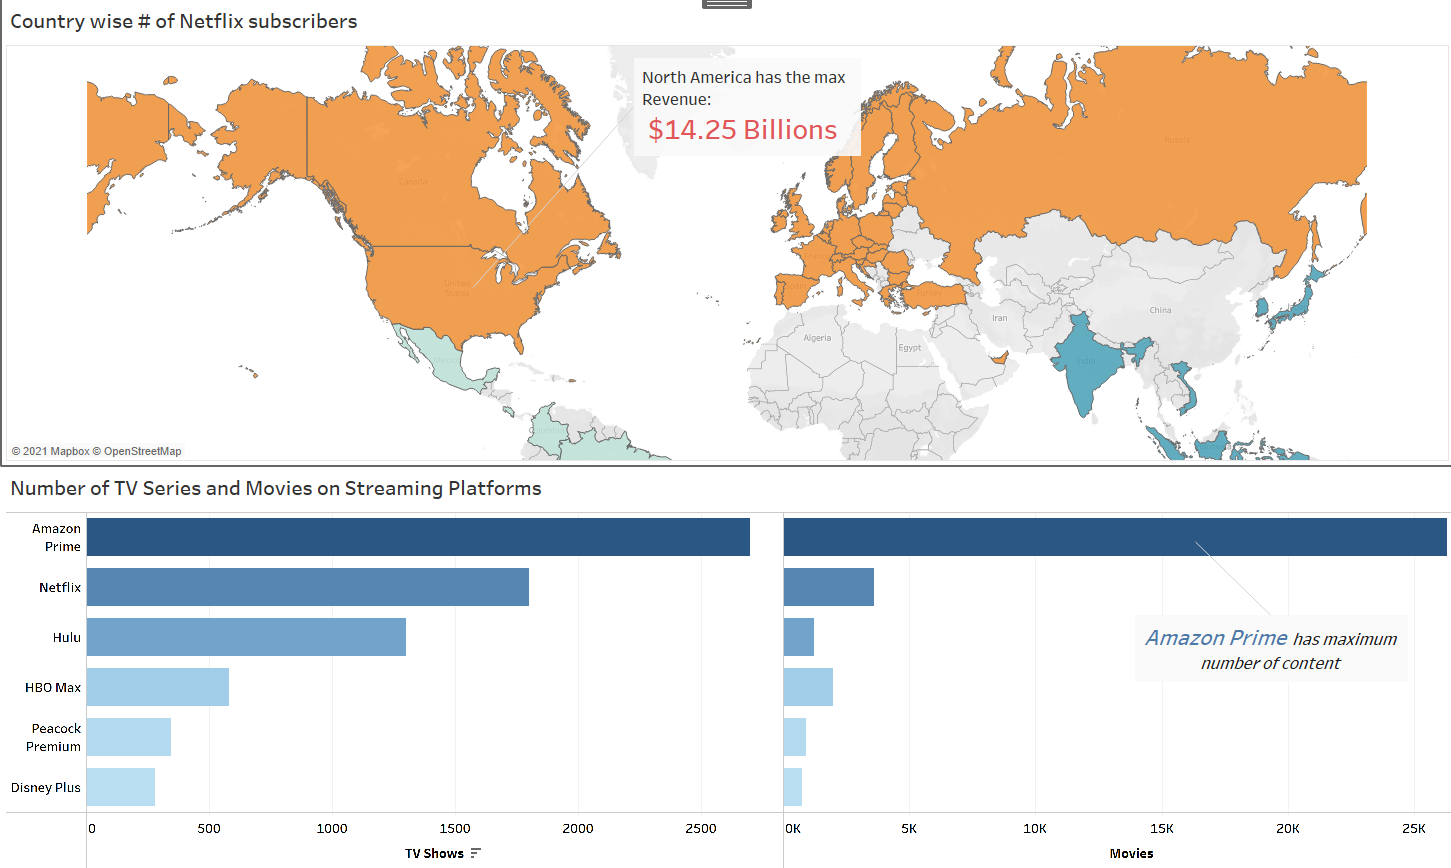 Country wise # of Netflix subscribers
North America has the max
Revenue:
$14.25 Billions
Canada
United
States
Russia
Turkey
Iran
China
Algeria
Egypt
India
© 2021 Mapbox © OpenStreetMap
Number of TV Series and Movies on Streaming Platforms
Amazon
Prime
Netflix
Hulu
HBO Max
Peacock
Premium
Disney Plus
Amazon Prime has maximum
number of content
0 500 1000 1500 2000 2500
0K 5K 10K 15K 20K 25K
TV Shows
Movies